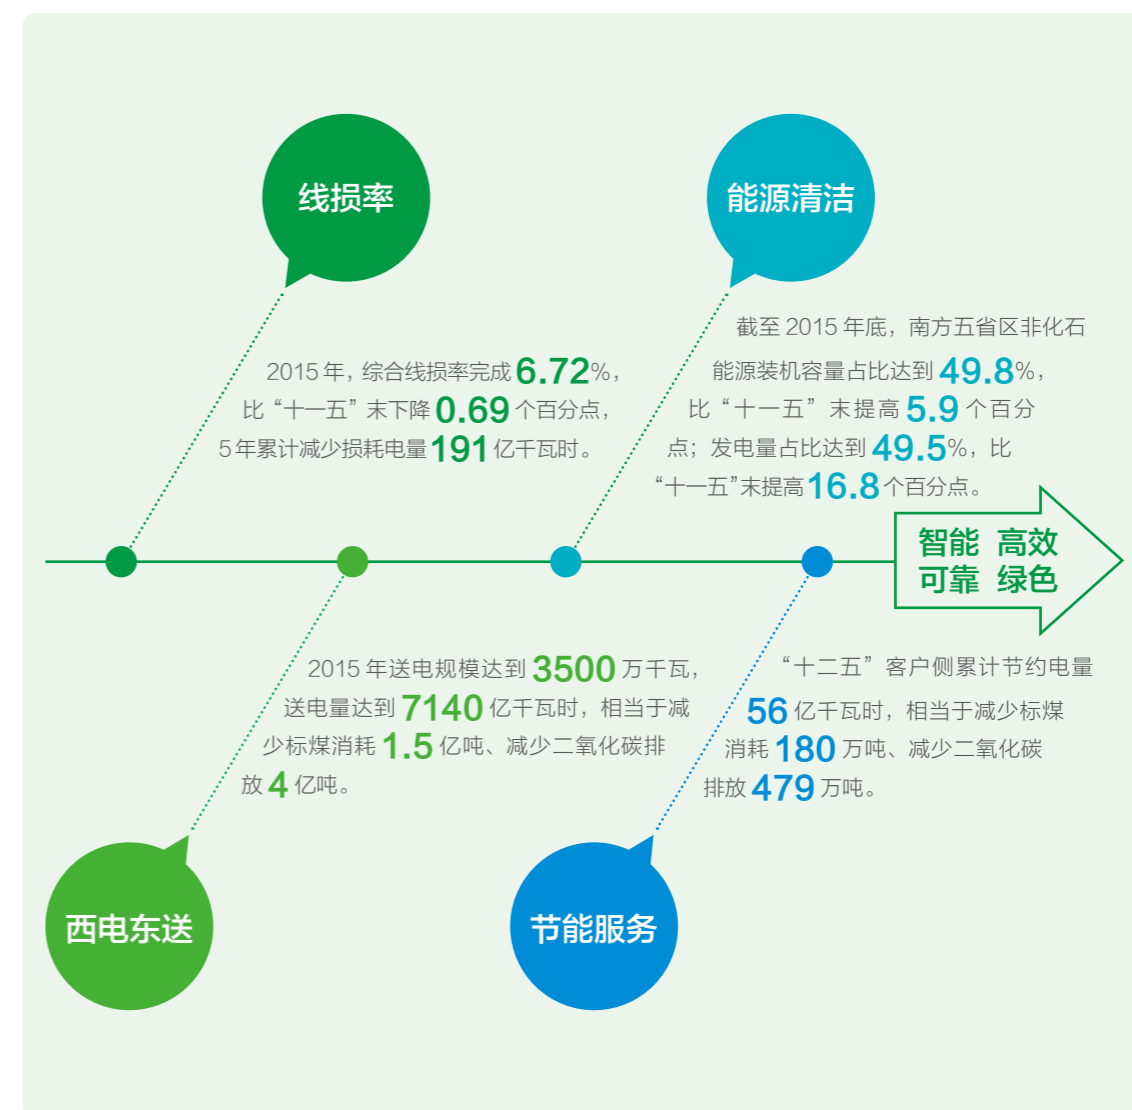 线损率
2015 年，综合线损率完成 6.72%，
比 “十一五” 末下降 0.69 个百分点，
5 年累计减少损耗电量 191 亿千瓦时。
能源清洁
截至 2015 年底，南方五省区非化石
能源装机容量占比达到 49.8%，
比 “十一五” 末提高 5.9 个百分
点；发电量占比达到 49.5%，比
“十一五”末提高 16.8 个百分点。
智能 高效
可靠 绿色
2015 年送电规模达到 3500 万千瓦，
送电量达到 7140 亿千瓦时，相当于减
少标煤消耗 1.5 亿吨、减少二氧化碳排
放 4 亿吨。
西电东送
“十二五” 客户侧累计节约电量
56 亿千瓦时，相当于减少标煤
消耗 180 万吨、减少二氧化碳
排放 479 万吨。
节能服务